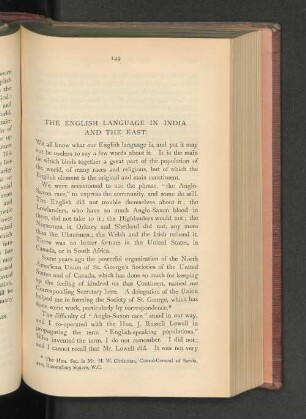 149
THE ENGLISH LANGUAGE IN INDIA
AND THE EAST.
WE all know what our English language is, and yet it may
not be readers to say a few words about it. It is the main
tie which binds together a great part of the population of
the world, of many races and religions, but of which the
English element is the original and main constituent.
We were accustomed to use the phrase, "the Anglo-
Saxon race," to express the community, and some do still.
The English did not trouble themselves about it; the
Lowlanders, who have so much Anglo-Saxon blood in
them, did not take to it; the Highlanders would not; the
Norsemen in Orkney and Shetland did not, any more
than the Ulstermen; the Welsh and the Irish refused it.
There was no better fortune in the United States, in
Canada, or in South Africa.
Some years ago the powerful organization of the North
American Union of St. George's Societies of the United
States and of Canada, which has done so much for keeping
up the feeling of kindred on that Continent, named me
Corresponding Secretary here. A delegation of the Union
helped me in forming the Society of St. George, which has
done some work, particularly by correspondence.*
The difficulty of "Anglo-Saxon race" stood in our way,
and I co-operated with the Hon. J. Russell Lowell in
propagating the term "English-speaking populations."
Who invented the term, I do not remember. I did not;
and I cannot recall that Mr. Lowell did. It was very
* The Hon. Sec. is Mr. H. W. Christmas, Consul-General of
Bloomsbury Square, W.C.